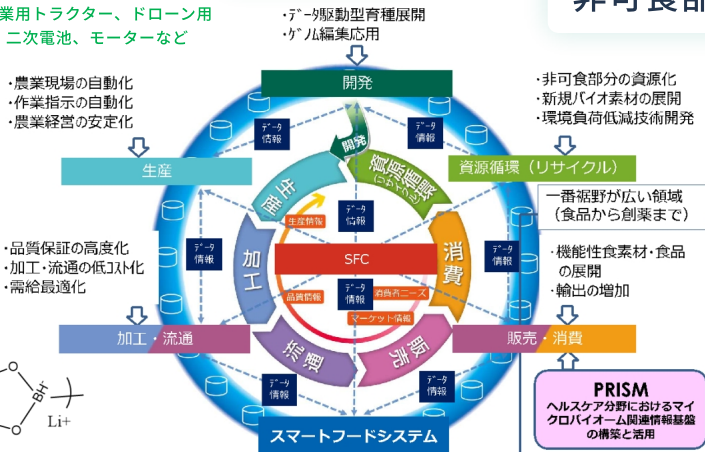 業用トラクター、ドローン用
二次電池、モーターなど
・データ駆動型育種展開
・ゲノム編集応用
非可食部
・農業現場の自動化
・作業指示の自動化
・農業経営の安定化
開発
・非可食部分の資源化
・新規バイオ素材の展開
・環境負荷低減技術開発
データ
情報
データ
情報
開発
生産
資源循環（リサイクル）
生産
資源循環
(リサイクル)
一番裾野が広い領域
（食品から創薬まで）
生産情報
データ
情報
・品質保証の高度化
・加工・流通の低コスト化
・需給最適化
データ
情報
加工
SFC
消費
データ
情報
・機能性食素材・食品
の展開
・輸出の増加
品質情報
データ
情報
消費者ニーズ
マーケット情報
加工・流通
流通
販売
販売・消費
データ
情報
データ
情報
スマートフードシステム
PRISM
ヘルスケア分野におけるマイ
クロバイオーム関連情報基盤
の構築と活用
O
BH-
O
Li+